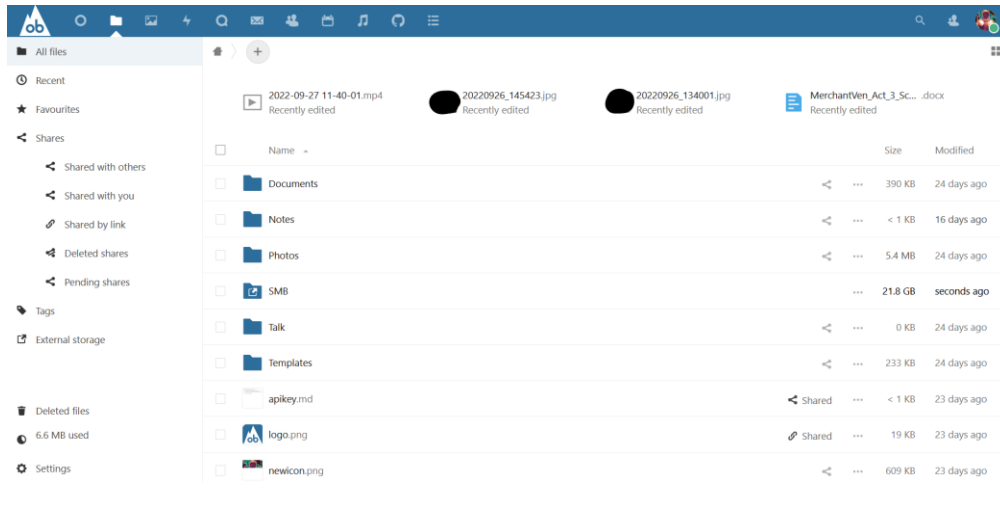 ob
All files
Recent
Favourites
Shares
Shared with others
Shared with you
Shared by link
Deleted shares
Pending shares
Tags
External storage
Deleted files
6.6 MB used
Settings
+
2022-09-27 11-40-01.mp4
Recently edited
20220926_145423.jpg
Recently edited
20220926_134001.jpg
Recently edited
MerchantVen_Act_3_Sc... .docx
Recently edited
Name Size Modified
Documents 390 KB 24 days ago
Notes < 1 KB 16 days ago
Photos 5.4 MB 24 days ago
SMB 21.8 GB seconds ago
Talk 0 KB 24 days ago
Templates 233 KB 24 days ago
apikey.md Shared < 1 KB 23 days ago
ob logo.png Shared 19 KB 23 days ago
newicon.png 609 KB 23 days ago